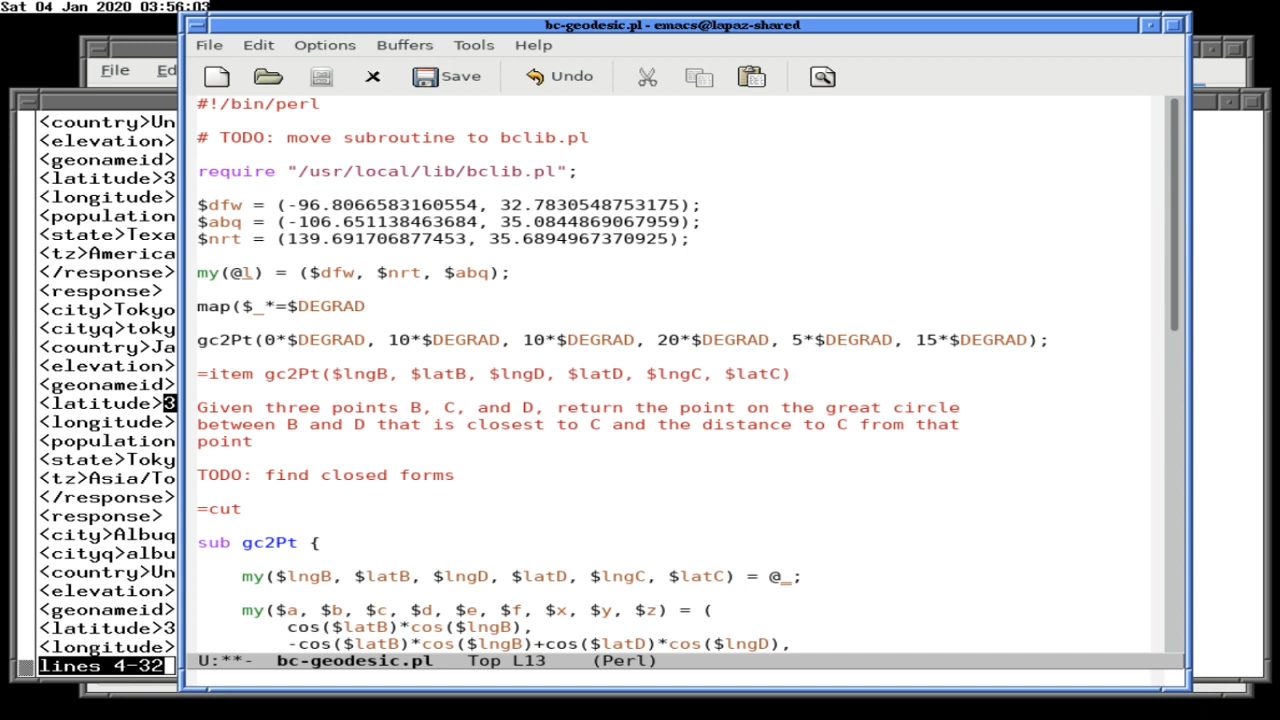 Sat 04 Jan 2020 03:56:03
bc-geodesic.pl - emacs@lapaz-shared
File Edit Options Buffers Tools Help
Save Undo
#!/bin/perl
# TODO: move subroutine to bclib.pl
require "/usr/local/lib/bclib.pl";
$dfw = (-96.8066583160554, 32.7830548753175);
$abq = (-106.651138463684, 35.0844869067959);
$nrt = (139.691706877453, 35.6894967370925);
my(@l) = ($dfw, $nrt, $abq);
map($_*=$DEGRAD
gc2Pt(0*$DEGRAD, 10*$DEGRAD, 10*$DEGRAD, 20*$DEGRAD, 5*$DEGRAD, 15*$DEGRAD);
=item gc2Pt($lngB, $latB, $lngD, $latD, $lngC, $latC)
Given three points B, C, and D, return the point on the great circle
between B and D that is closest to C and the distance to C from that
point
TODO: find closed forms
=cut
sub gc2Pt {
my($lngB, $latB, $lngD, $latD, $lngC, $latC) = @_;
my($a, $b, $c, $d, $e, $f, $x, $y, $z) = (
cos($latB)*cos($lngB),
-cos($latB)*cos($lngB)+cos($latD)*cos($lngD),
U:**- bc-geodesic.pl Top L13 (Perl)
File Ed
<country>Un
<elevation>
<geonameid>
<latitude>3
<longitude>
<population
<state>Texa
<tz>America
</response>
<response>
<city>Tokyo
<cityq>toky
<country>Ja
<elevation>
<geonameid>
<latitude>3
<longitude>
<population
<state>Toky
<tz>Asia/To
</response>
<response>
<city>Albuq
<cityq>albu
<country>Un
<elevation>
<geonameid>
<latitude>3
<longitude>
lines 4-32